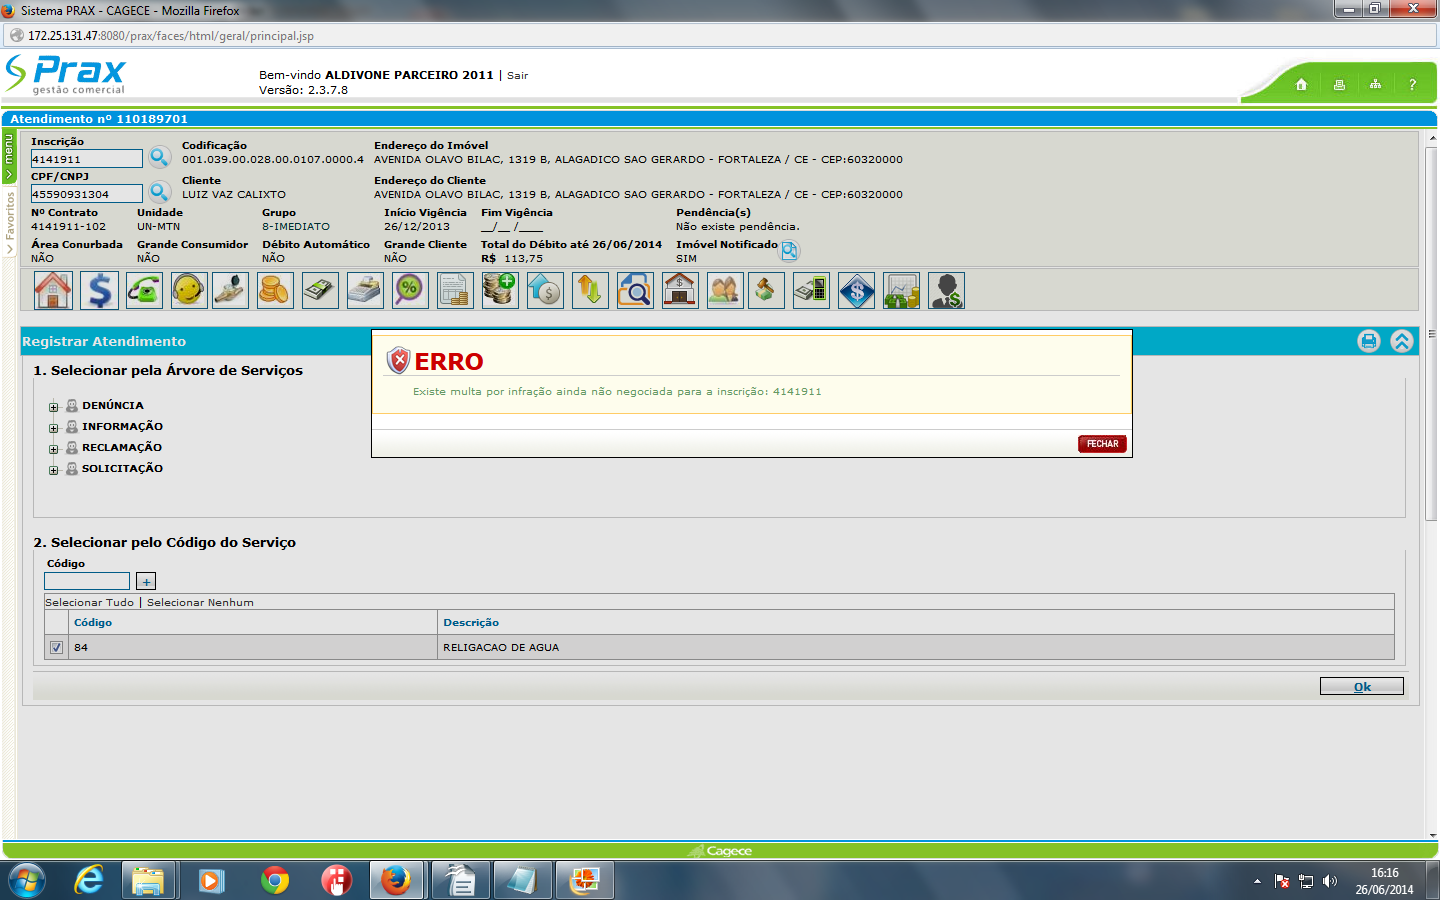 Sistema PRAX - CAGECE - Mozilla Firefox
172.25.131.47:8080/prax/faces/html/geral/principal.jsp
Prax
gestão comercial
Bem-vindo ALDIVONE PARCEIRO 2011 | Sair
Versão: 2.3.7.8
?
Atendimento nº 110189701
menu
Favoritos
Inscrição
4141911
Codificação
001.039.00.028.00.0107.0000.4
Endereço do Imóvel
AVENIDA OLAVO BILAC, 1319 B, ALAGADICO SAO GERARDO - FORTALEZA / CE - CEP:60320000
CPF/CNPJ
45590931304
Cliente
LUIZ VAZ CALIXTO
Endereço do Cliente
AVENIDA OLAVO BILAC, 1319 B, ALAGADICO SAO GERARDO - FORTALEZA / CE - CEP:60320000
Nº Contrato Unidade Grupo Início Vigência Fim Vigência Pendência(s)
4141911-102 UN-MTN 8-IMEDIATO 26/12/2013 __/__ /____ Não existe pendência.
Área Conurbada Grande Consumidor Débito Automático Grande Cliente Total do Débito até 26/06/2014 Imóvel Notificado
NÃO NÃO NÃO NÃO R$ 113,75 SIM
Registrar Atendimento
ERRO
Existe multa por infração ainda não negociada para a inscrição: 4141911
FECHAR
1. Selecionar pela Árvore de Serviços
DENÚNCIA
INFORMAÇÃO
RECLAMAÇÃO
SOLICITAÇÃO
2. Selecionar pelo Código do Serviço
Código
+
Selecionar Tudo | Selecionar Nenhum
Código Descrição
84 RELIGACAO DE AGUA
Ok
Cagece
16:16
26/06/2014